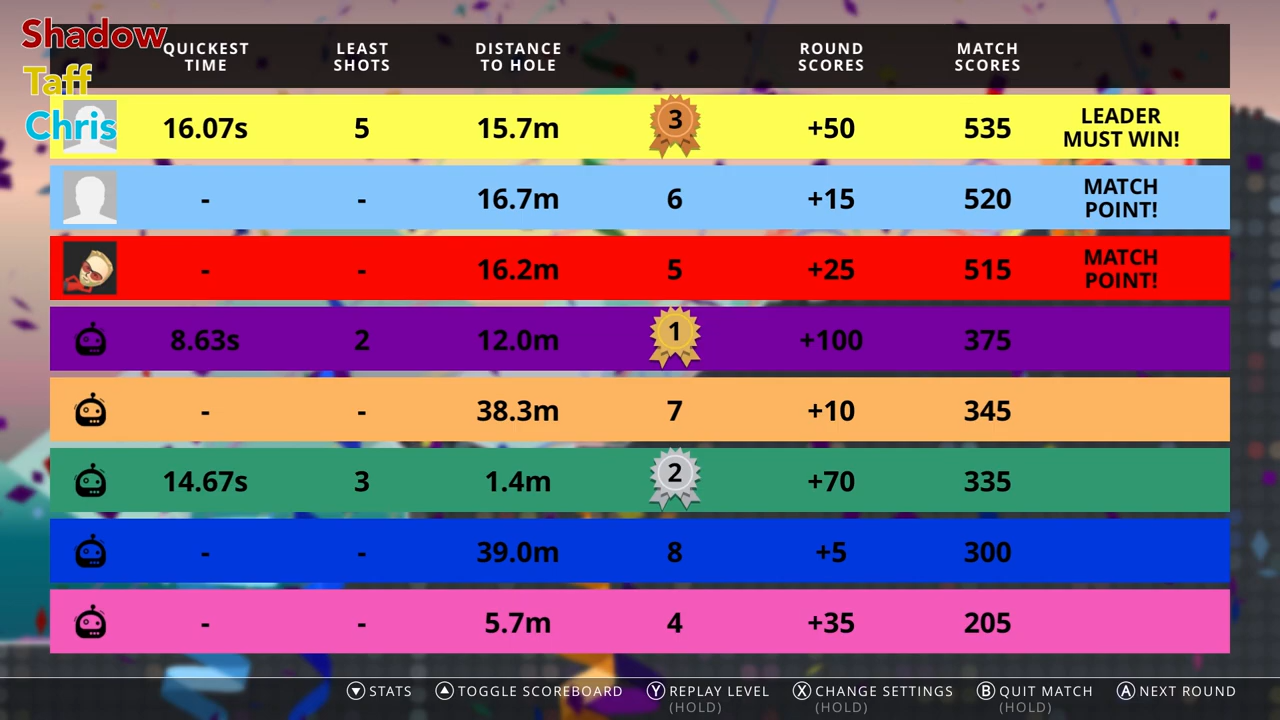 Shadow
Taff
Chris
QUICKEST TIME LEAST SHOTS DISTANCE TO HOLE ROUND SCORES MATCH SCORES
16.07s 5 15.7m 3 +50 535 LEADER MUST WIN!
- - 16.7m 6 +15 520 MATCH POINT!
- - 16.2m 5 +25 515 MATCH POINT!
8.63s 2 12.0m 1 +100 375
- - 38.3m 7 +10 345
14.67s 3 1.4m 2 +70 335
- - 39.0m 8 +5 300
- - 5.7m 4 +35 205
STATS TOGGLE SCOREBOARD Y REPLAY LEVEL (HOLD) X CHANGE SETTINGS (HOLD) B QUIT MATCH (HOLD) A NEXT ROUND